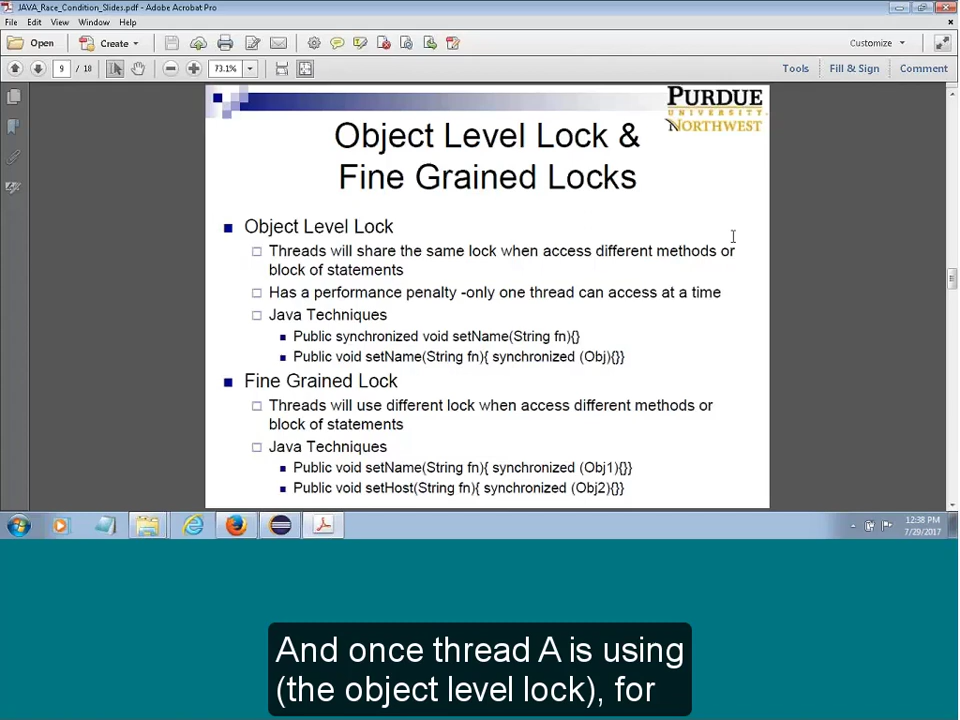 JAVA_Race_Condition_Slides.pdf - Adobe Acrobat Pro
File Edit View Window Help
Open Create Customize
9 / 18 73.1% Tools Fill & Sign Comment
PURDUE
UNIVERSITY
NORTHWEST
Object Level Lock &
Fine Grained Locks
Object Level Lock
Threads will share the same lock when access different methods or
block of statements
Has a performance penalty -only one thread can access at a time
Java Techniques
Public synchronized void setName(String fn){}
Public void setName(String fn){ synchronized (Obj){}}
Fine Grained Lock
Threads will use different lock when access different methods or
block of statements
Java Techniques
Public void setName(String fn){ synchronized (Obj1){}}
Public void setHost(String fn){ synchronized (Obj2){}}
12:38 PM
7/29/2017
And once thread A is using
(the object level lock), for